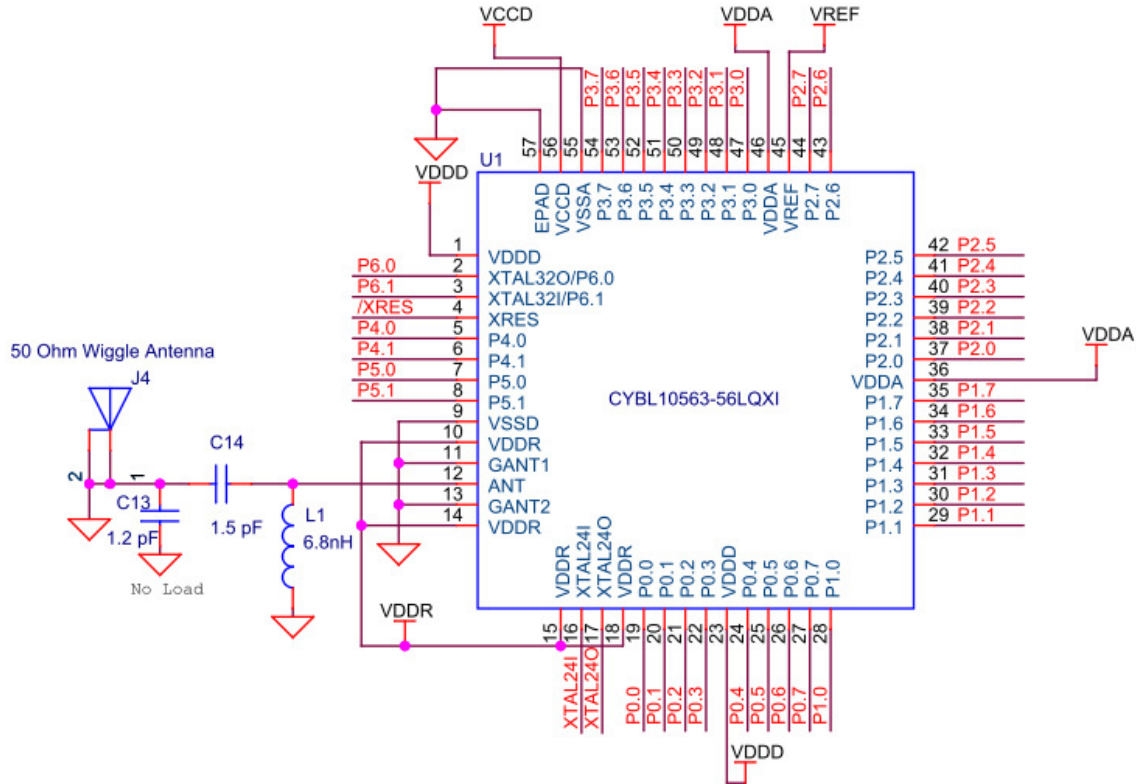 VCCD
VDDA
VREF
P3.7
P3.6
P3.5
P3.4
P3.3
P3.2
P3.1
P3.0
P2.7
P2.6
57
56
55
54
53
52
51
50
49
48
47
46
45
44
43
U1
VDDD
EPAD
VCCD
VSSA
P3.7
P3.6
P3.5
P3.4
P3.3
P3.2
P3.1
P3.0
VDDA
VREF
P2.7
P2.6
1 VDDD
P6.0 2 XTAL32O/P6.0
P6.1 3 XTAL32I/P6.1
/XRES 4 XRES
P4.0 5 P4.0
P4.1 6 P4.1
P5.0 7 P5.0
P5.1 8 P5.1
9 VSSD
10 VDDR
11 GANT1
12 ANT
13 GANT2
14 VDDR
P2.5 42 P2.5
P2.4 41 P2.4
P2.3 40 P2.3
P2.2 39 P2.2
P2.1 38 P2.1
P2.0 37 P2.0
VDDA 36
VDDA
P1.7 35 P1.7
P1.6 34 P1.6
P1.5 33 P1.5
P1.4 32 P1.4
P1.3 31 P1.3
P1.2 30 P1.2
P1.1 29 P1.1
CYBL10563-56LQXI
50 Ohm Wiggle Antenna
J4
2
1
C14
1.5 pF
C13
1.2 pF
No Load
L1
6.8nH
VDDR
VDDR
XTAL24I
XTAL24O
VDDR
P0.0
P0.1
P0.2
P0.3
VDDD
P0.4
P0.5
P0.6
P0.7
P1.0
15
16
17
18
19
20
21
22
23
24
25
26
27
28
XTAL24I
XTAL24O
P0.0
P0.1
P0.2
P0.3
P0.4
P0.5
P0.6
P0.7
P1.0
VDDD